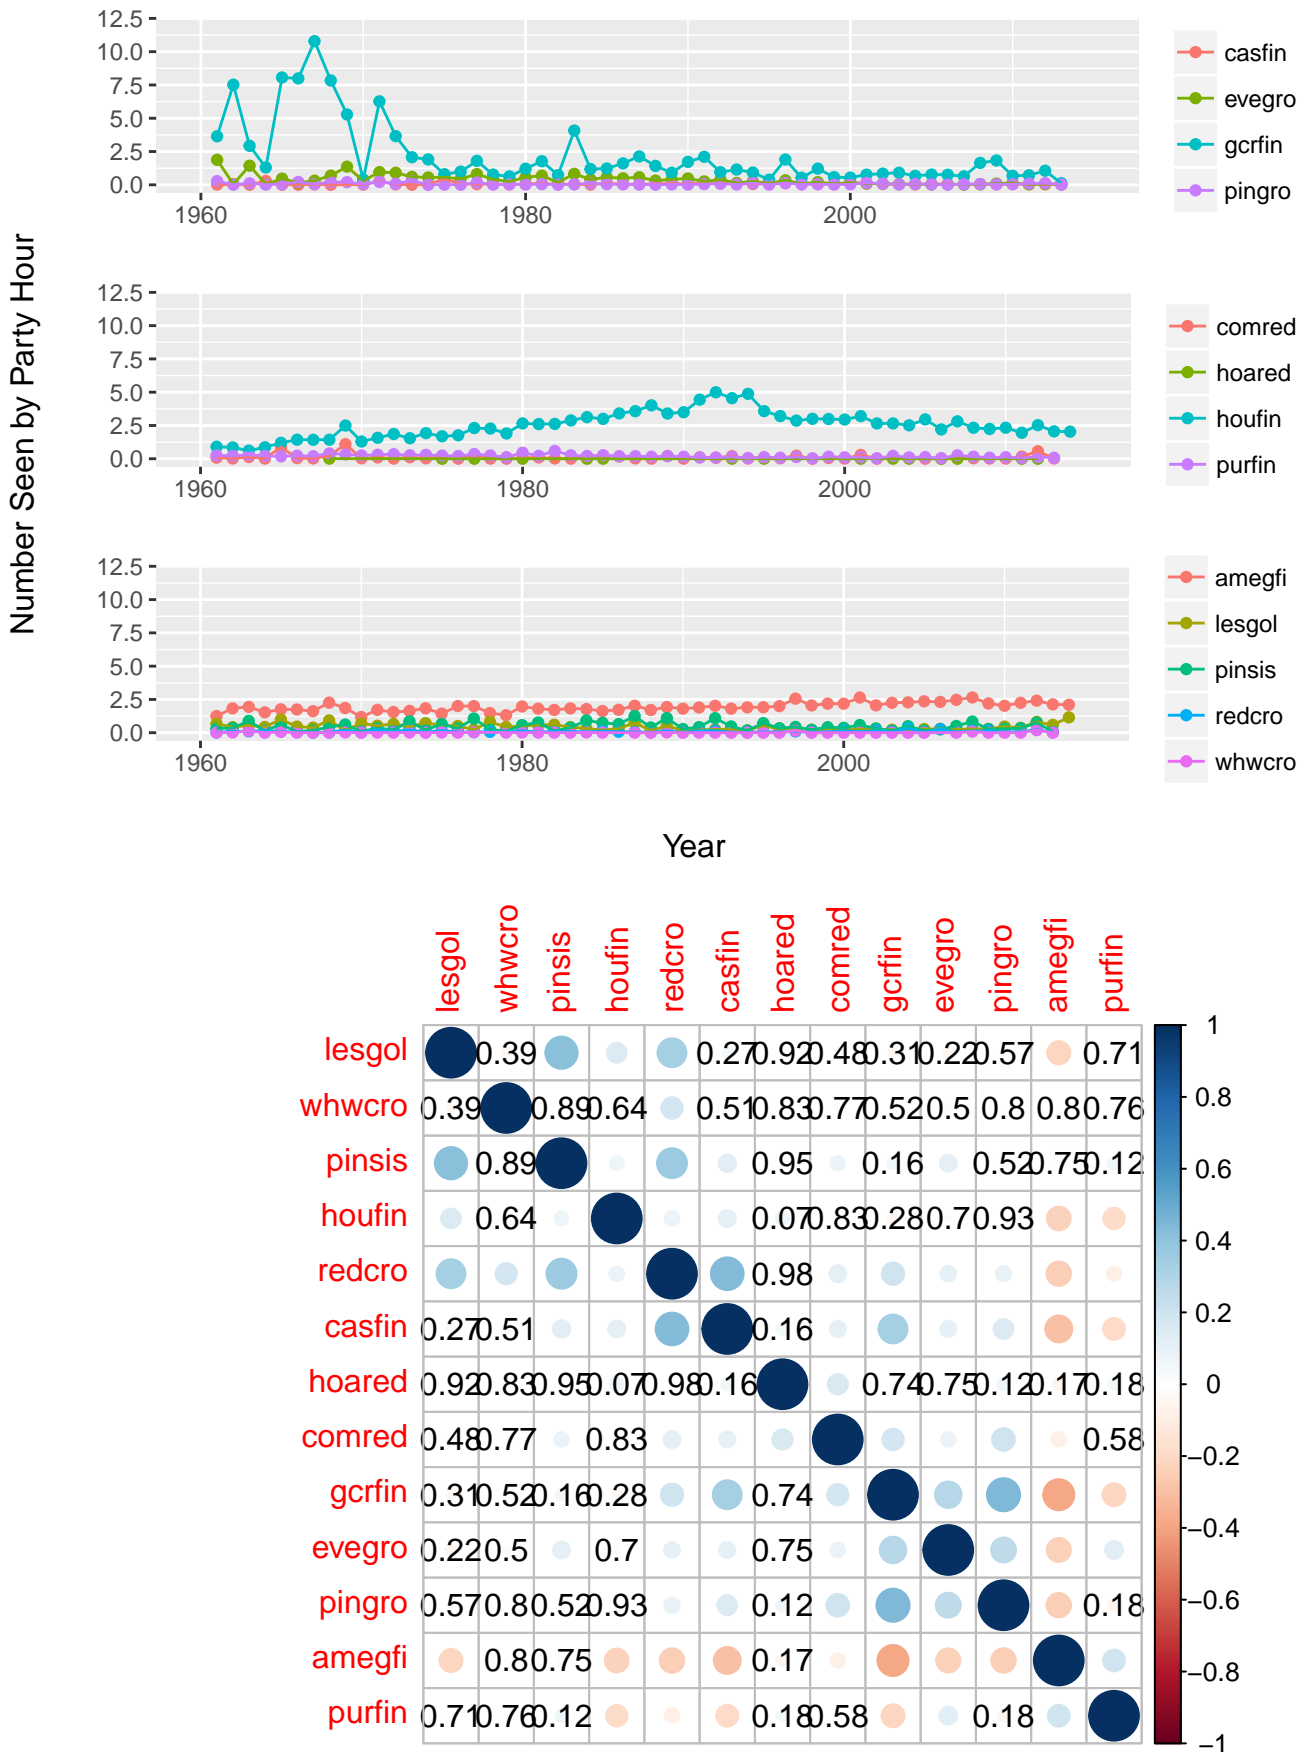 Number Seen by Party Hour
12.5
10.0
7.5
5.0
2.5
0.0
1960 1980 2000
casfin
evegro
gcrfin
pingro
12.5
10.0
7.5
5.0
2.5
0.0
1960 1980 2000
comred
hoared
houfin
purfin
12.5
10.0
7.5
5.0
2.5
0.0
1960 1980 2000
amegfi
lesgol
pinsis
redcro
whwcro
Year
lesgol whwcro pinsis houfin redcro casfin hoared comred gcrfin evegro pingro amegfi purfin
lesgol 0.39 0.27 0.92 0.48 0.31 0.22 0.57 0.71
whwcro 0.39 0.89 0.64 0.51 0.83 0.77 0.52 0.5 0.8 0.8 0.76
pinsis 0.89 0.95 0.16 0.52 0.75 0.12
houfin 0.64 0.07 0.83 0.28 0.7 0.93
redcro 0.98
casfin 0.27 0.51 0.16
hoared 0.92 0.83 0.95 0.07 0.98 0.16 0.74 0.75 0.12 0.17 0.18
comred 0.48 0.77 0.83 0.58
gcrfin 0.31 0.52 0.16 0.28 0.74
evegro 0.22 0.5 0.7 0.75
pingro 0.57 0.8 0.52 0.93 0.12 0.18
amegfi 0.8 0.75 0.17
purfin 0.71 0.76 0.12 0.18 0.58 0.18
1
0.8
0.6
0.4
0.2
0
−0.2
−0.4
−0.6
−0.8
−1